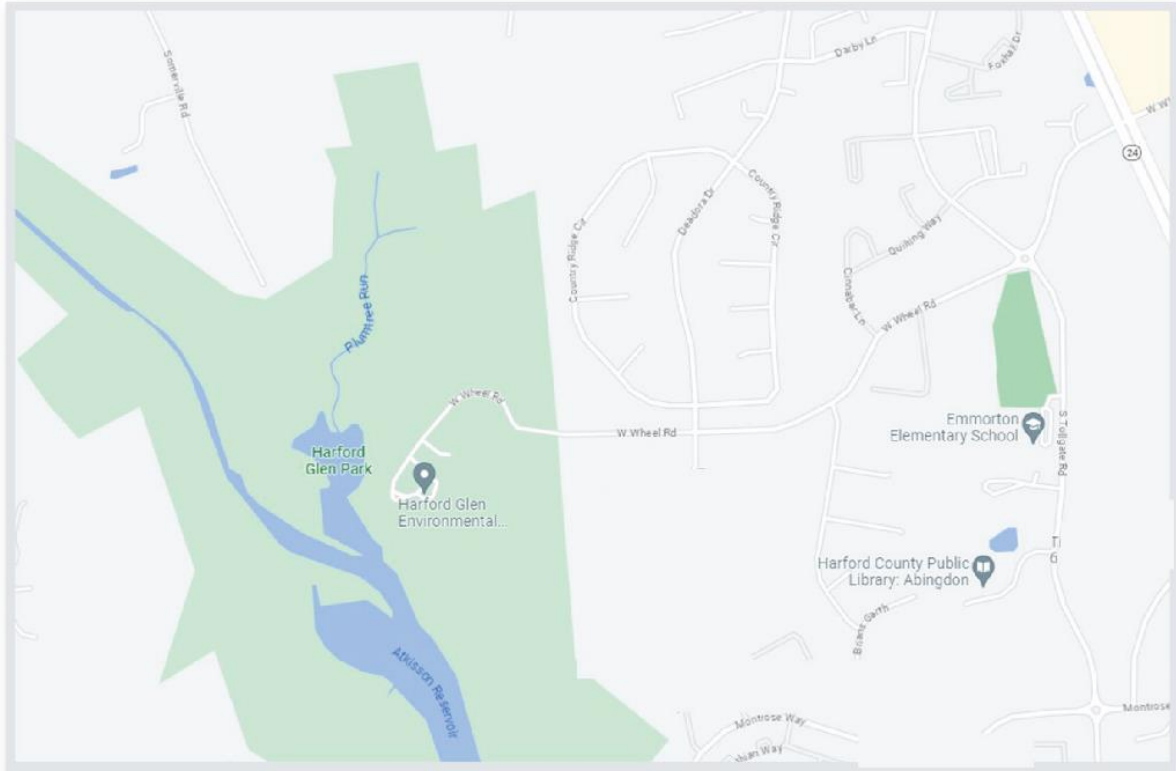 Somerville Rd
Darby Ln
Foxhall Dr
24
Country Ridge Cir
Deadora Dr
Country Ridge Cir
Quilting Way
Cinnabar Ln
W Wheel Rd
Plumtree Run
W Wheel Rd
W Wheel Rd
Emmorton
Elementary School
S Tollgate Rd
Harford
Glen Park
Harford Glen
Environmental...
Harford County Public
Library: Abingdon
Brians Garth
Atkisson Reservoir
Montrose Way
Montrose